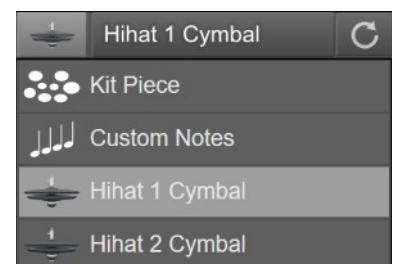 Hihat 1 Cymbal
Kit Piece
Custom Notes
Hihat 1 Cymbal
Hihat 2 Cymbal